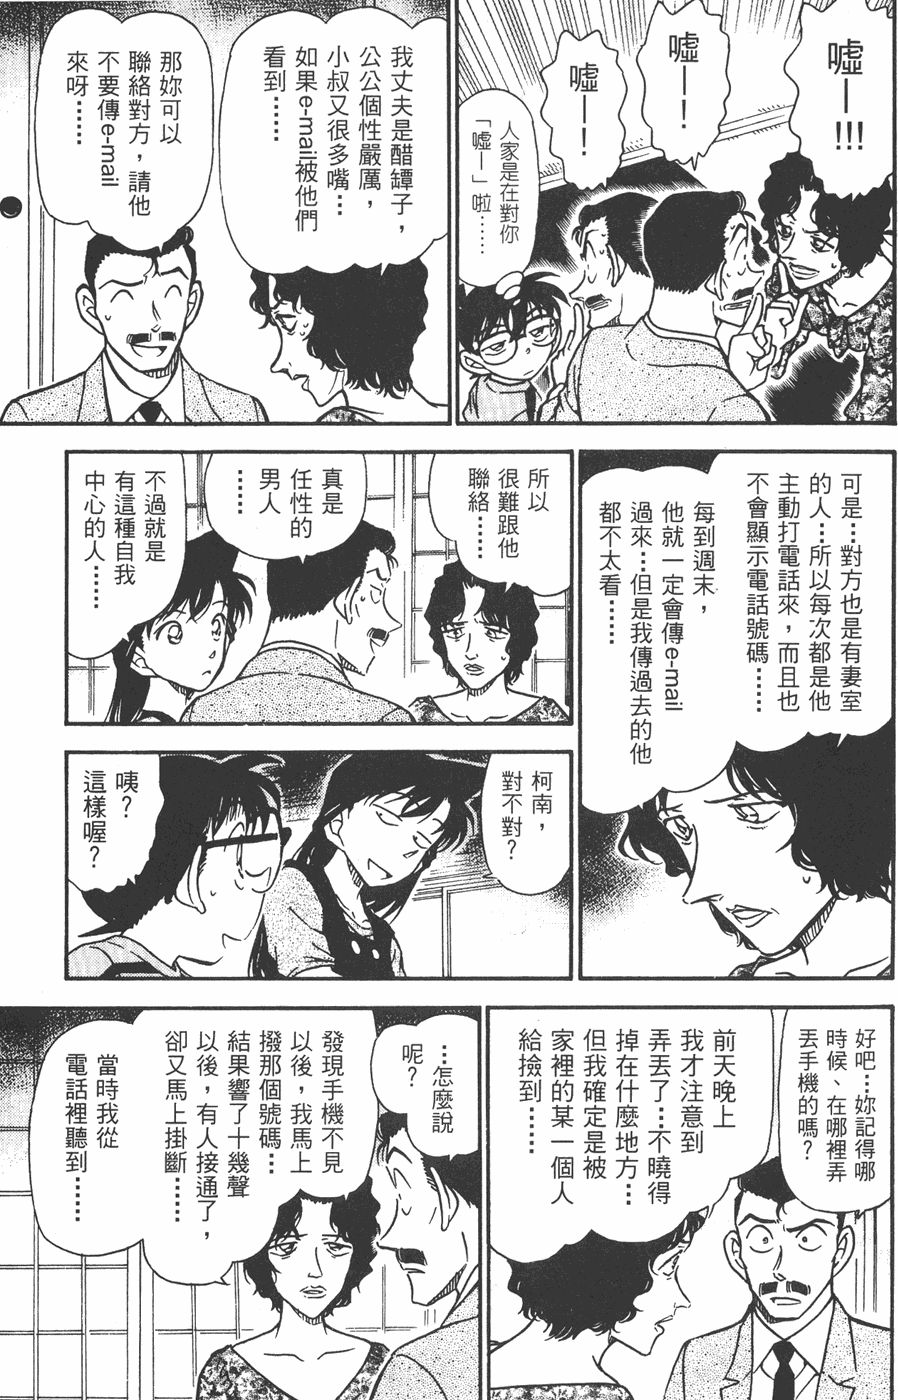 噓ー!!!
噓ー!
噓ー!
人家是在對你
「噓ー」啦……
我丈夫是醋罈子，
公公個性嚴厲，
小叔又很多嘴…
如果e-mail被他們
看到……
那妳可以
聯絡對方，請他
不要傳e-mail
來呀……
可是…對方也是有妻室
的人…所以每次都是他
主動打電話來，而且也
不會顯示電話號碼……
每到週末，
他就一定會傳e-mail
過來…但是我傳過去的他
都不太看……
所以
很難跟他
聯絡……
真是
任性的
男人
……
不過就是
有這種自我
中心的人……
柯南，
對不對?
咦?
這樣喔?
好吧…妳記得哪
時候、在哪裡弄
丟手機的嗎?
前天晚上
我才注意到
弄丟了…不曉得
掉在什麼地方…
但我確定是被
家裡的某一個人
給撿到……
…怎麼說
呢?
發現手機不見
以後，我馬上
撥那個號碼…
結果響了十幾聲
以後，有人接通了，
卻又馬上掛斷……
當時我從
電話裡聽到……